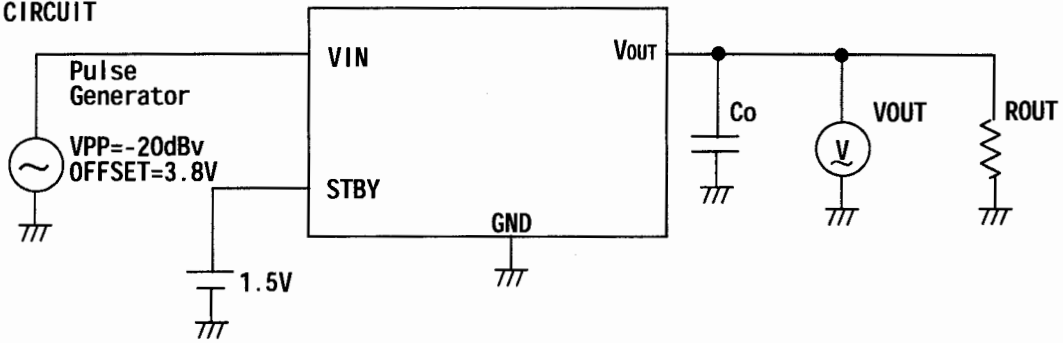 CIRCUIT
VIN
VOUT
Pulse
Generator
VPP=-20dBv
OFFSET=3.8V
Co
VOUT
ROUT
V
STBY
GND
1.5V